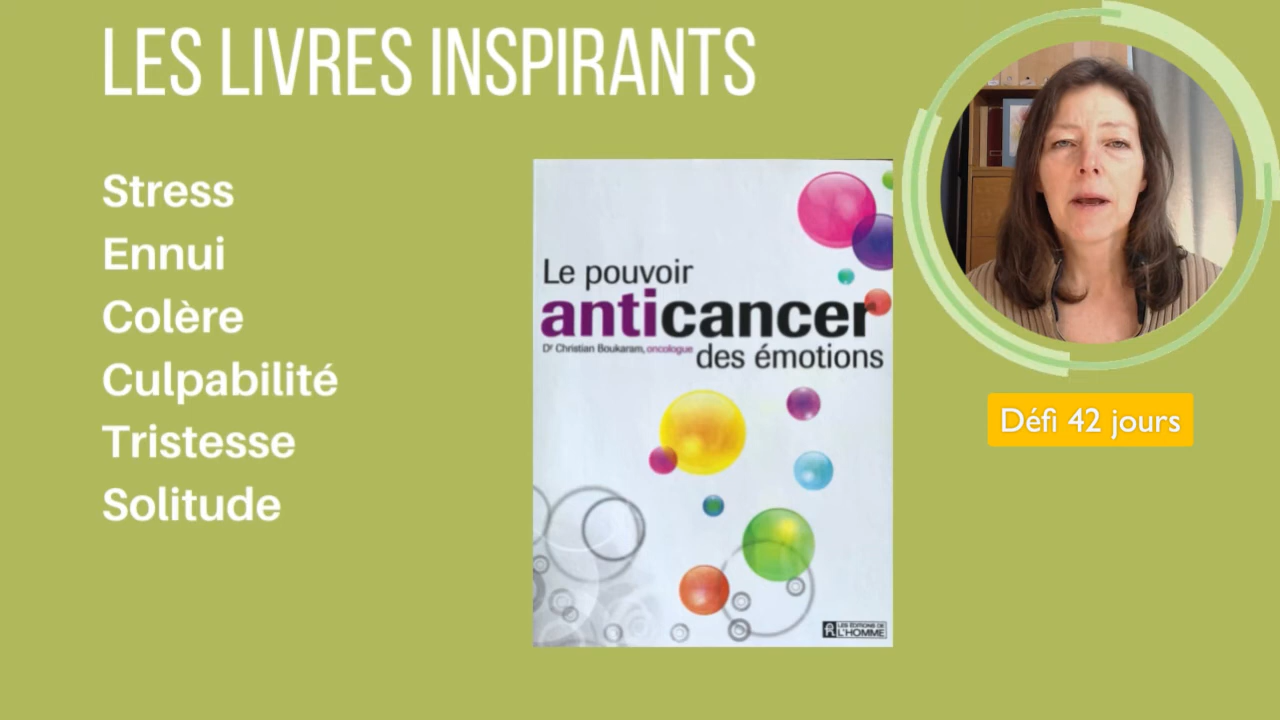 LES LIVRES INSPIRANTS
Stress
Ennui
Colère
Culpabilité
Tristesse
Solitude
Le pouvoir
anticancer
Dr Christian Boukaram, oncologue
des émotions
LES ÉDITIONS DE
L'HOMME
Défi 42 jours